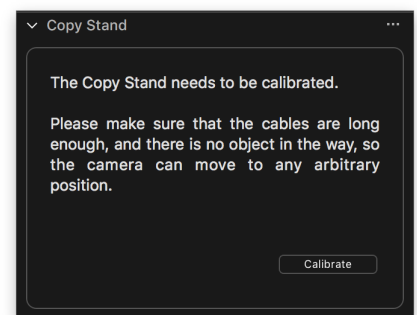 Copy Stand
The Copy Stand needs to be calibrated.
Please make sure that the cables are long
enough, and there is no object in the way, so
the camera can move to any arbitrary
position.
Calibrate